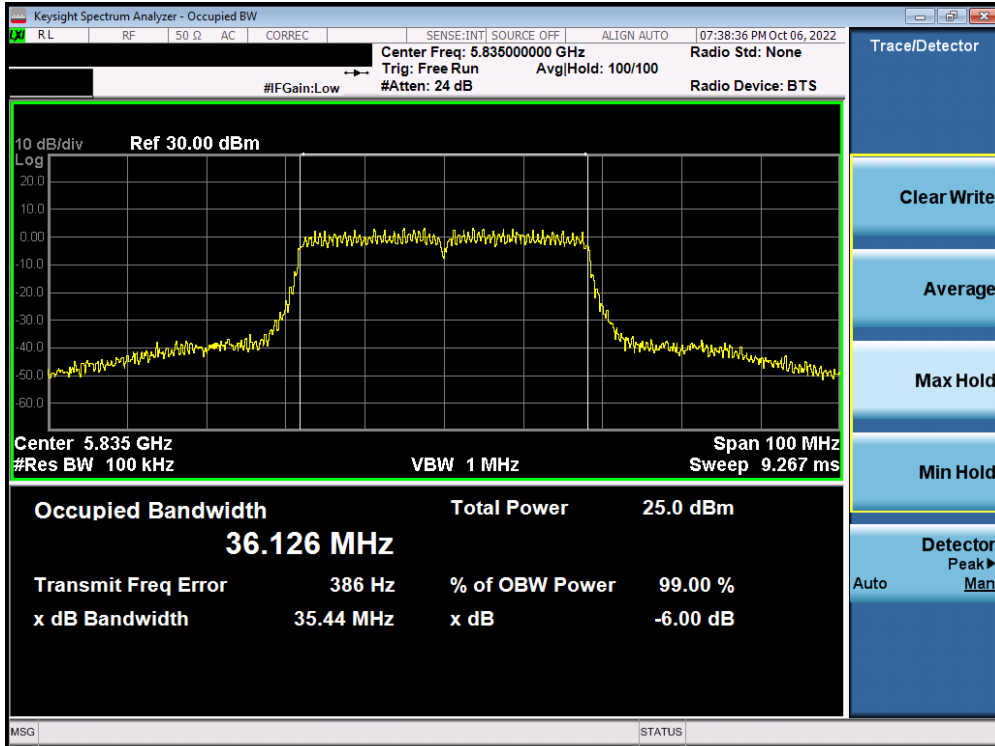 Keysight Spectrum Analyzer - Occupied BW
LXI RL RF 50 Ω AC CORREC SENSE:INT SOURCE OFF ALIGN AUTO 07:38:36 PM Oct 06, 2022
Center Freq: 5.835000000 GHz Radio Std: None
Trig: Free Run Avg|Hold: 100/100
#IFGain:Low #Atten: 24 dB Radio Device: BTS
10 dB/div Ref 30.00 dBm
Log
20.0
10.0
0.00
-10.0
-20.0
-30.0
-40.0
-50.0
-60.0
Center 5.835 GHz Span 100 MHz
#Res BW 100 kHz VBW 1 MHz Sweep 9.267 ms
Occupied Bandwidth Total Power 25.0 dBm
36.126 MHz
Transmit Freq Error 386 Hz % of OBW Power 99.00 %
x dB Bandwidth 35.44 MHz x dB -6.00 dB
MSG STATUS
Trace/Detector
Clear Write
Average
Max Hold
Min Hold
Detector
Peak▶
Auto Man